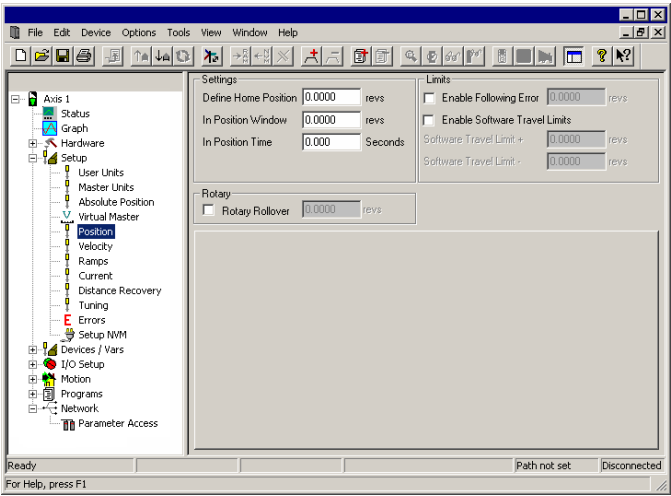 File Edit Device Options Tools View Window Help
Axis 1
Status
Graph
Hardware
Setup
User Units
Master Units
Absolute Position
Virtual Master
Position
Velocity
Ramps
Current
Distance Recovery
Tuning
E Errors
Setup NVM
Devices / Vars
I/O Setup
Motion
Programs
Network
Parameter Access
Settings
Define Home Position 0.0000 revs
In Position Window 0.0000 revs
In Position Time 0.000 Seconds
Limits
Enable Following Error 0.0000 revs
Enable Software Travel Limits
Software Travel Limit + 0.0000 revs
Software Travel Limit - 0.0000 revs
Rotary
Rotary Rollover 0.0000 revs
Ready Path not set Disconnected
For Help, press F1